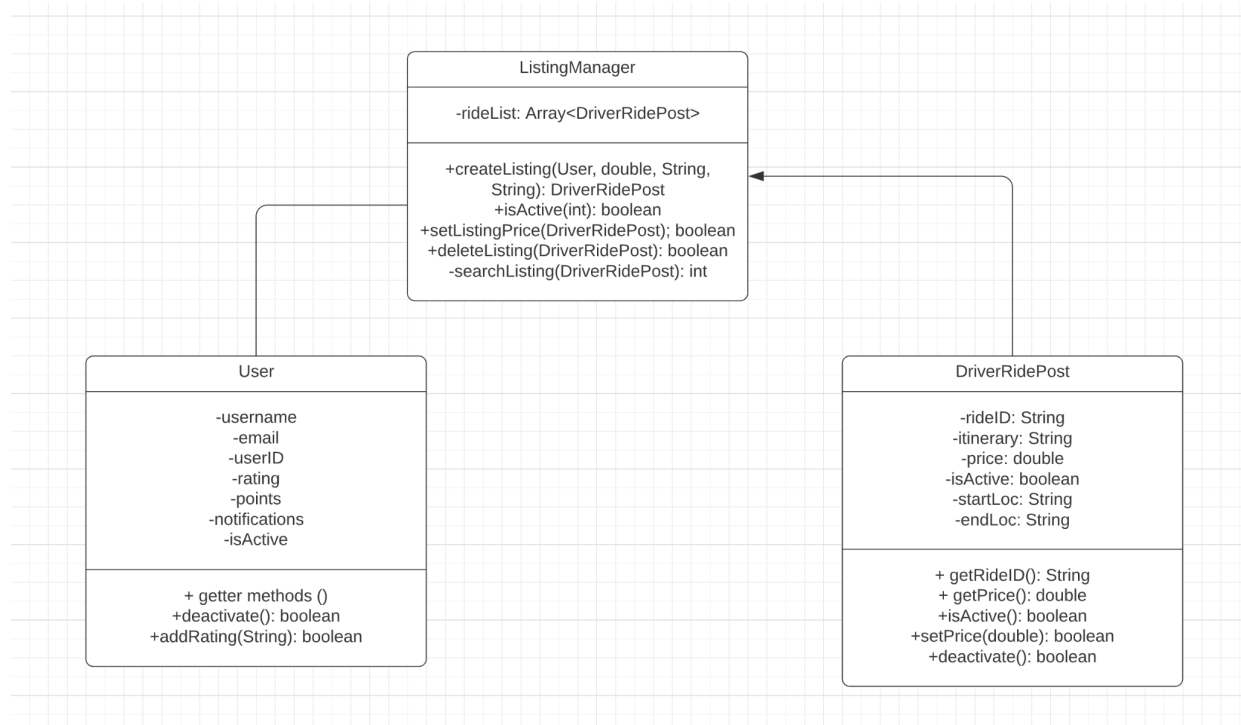 ListingManager
-rideList: Array<DriverRidePost>
+createListing(User, double, String,
String): DriverRidePost
+isActive(int): boolean
+setListingPrice(DriverRidePost); boolean
+deleteListing(DriverRidePost): boolean
-searchListing(DriverRidePost): int
User
-username
-email
-userID
-rating
-points
-notifications
-isActive
+ getter methods ()
+deactivate(): boolean
+addRating(String): boolean
DriverRidePost
-rideID: String
-itinerary: String
-price: double
-isActive: boolean
-startLoc: String
-endLoc: String
+ getRideID(): String
+ getPrice(): double
+isActive(): boolean
+setPrice(double): boolean
+deactivate(): boolean